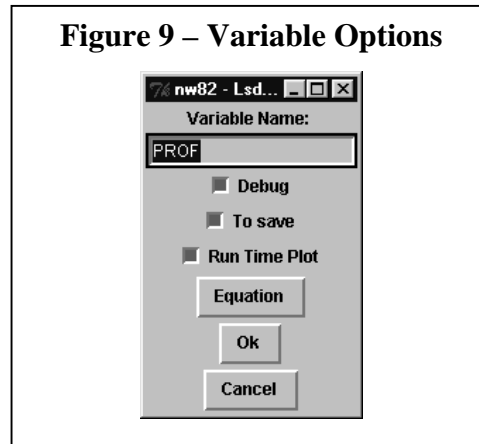 Figure 9 – Variable Options
nw82 - Lsd...
Variable Name:
PROF
Debug
To save
Run Time Plot
Equation
Ok
Cancel